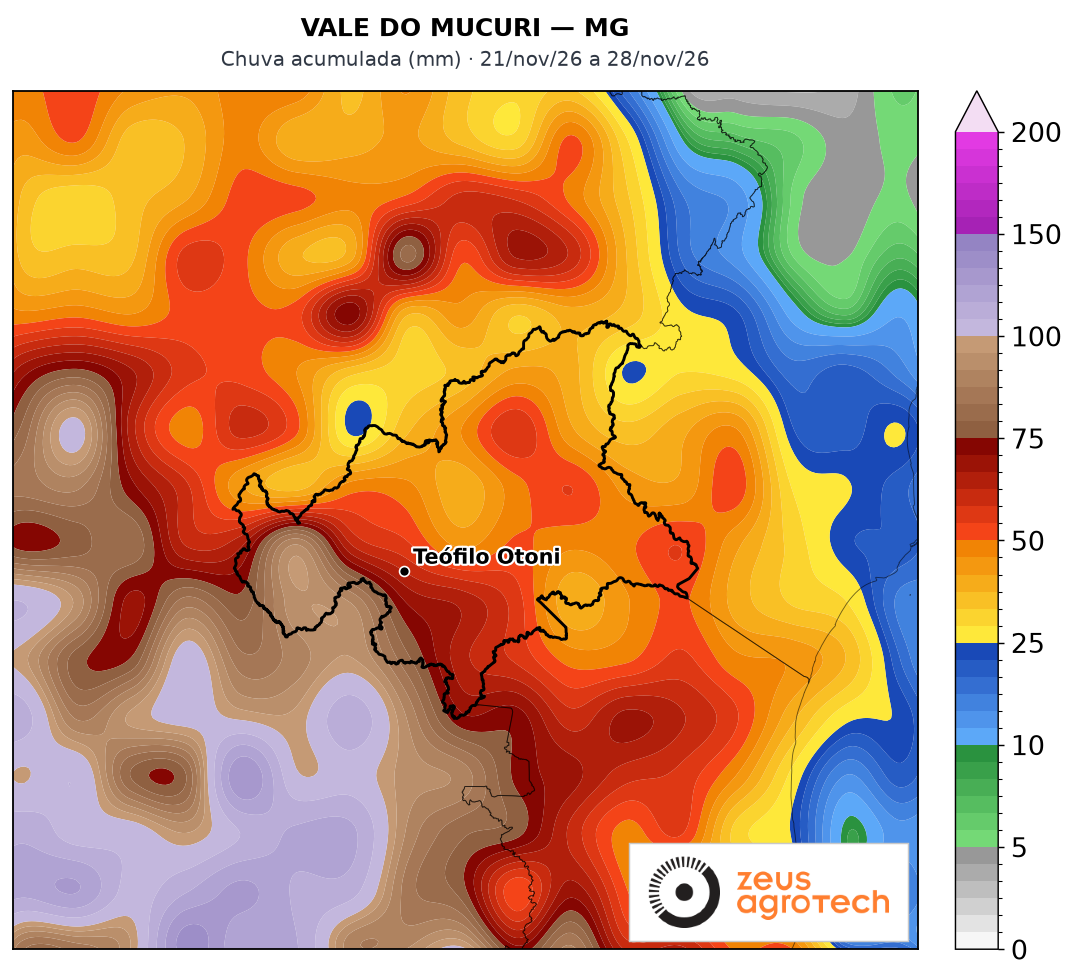 VALE DO MUCURI — MG
Chuva acumulada (mm) · 21/nov/26 a 28/nov/26
200
150
100
75
50
25
10
5
0
Teófilo Otoni
zeus
agroTech